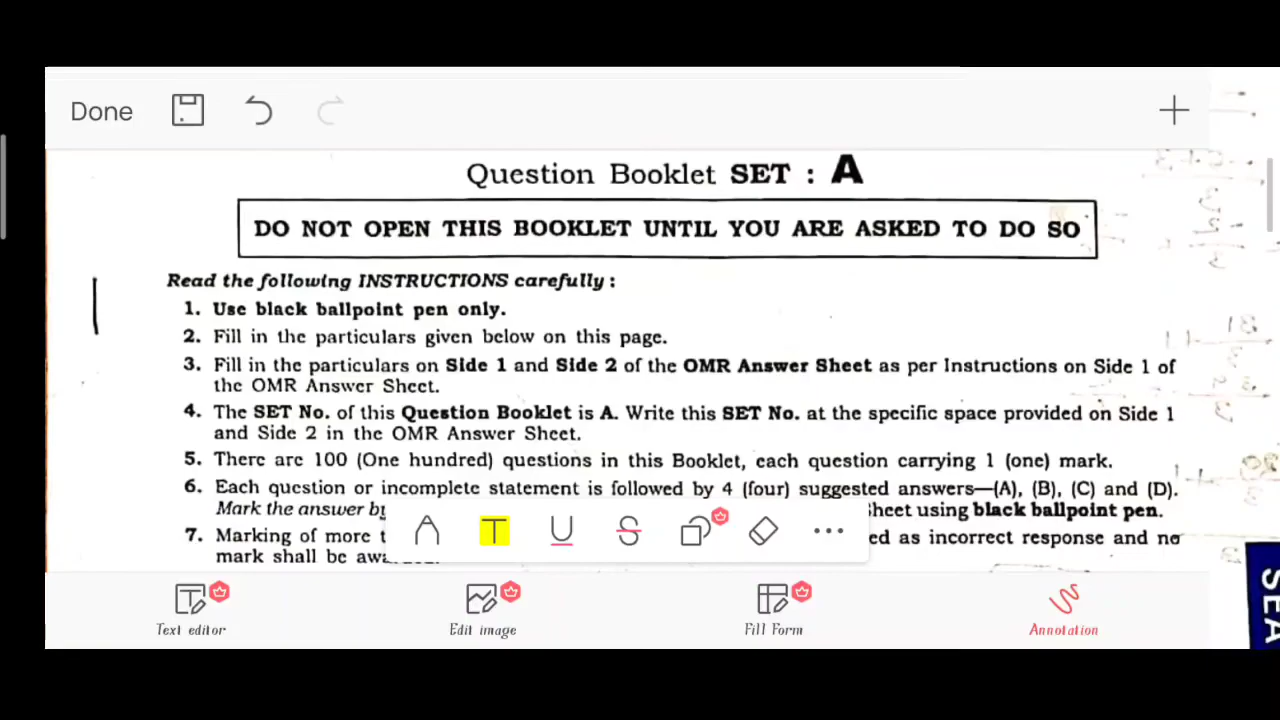 Done
Question Booklet SET : A
DO NOT OPEN THIS BOOKLET UNTIL YOU ARE ASKED TO DO SO
Read the following INSTRUCTIONS carefully :
1. Use black ballpoint pen only.
2. Fill in the particulars given below on this page.
3. Fill in the particulars on Side 1 and Side 2 of the OMR Answer Sheet as per Instructions on Side 1 of
the OMR Answer Sheet.
4. The SET No. of this Question Booklet is A. Write this SET No. at the specific space provided on Side 1
and Side 2 in the OMR Answer Sheet.
5. There are 100 (One hundred) questions in this Booklet, each question carrying 1 (one) mark.
6. Each question or incomplete statement is followed by 4 (four) suggested answers—(A), (B), (C) and (D).
Mark the answer by Sheet using black ballpoint pen.
7. Marking of more as incorrect response and no
mark shall be
Text editor
Edit image
Fill Form
Annotation
SEA